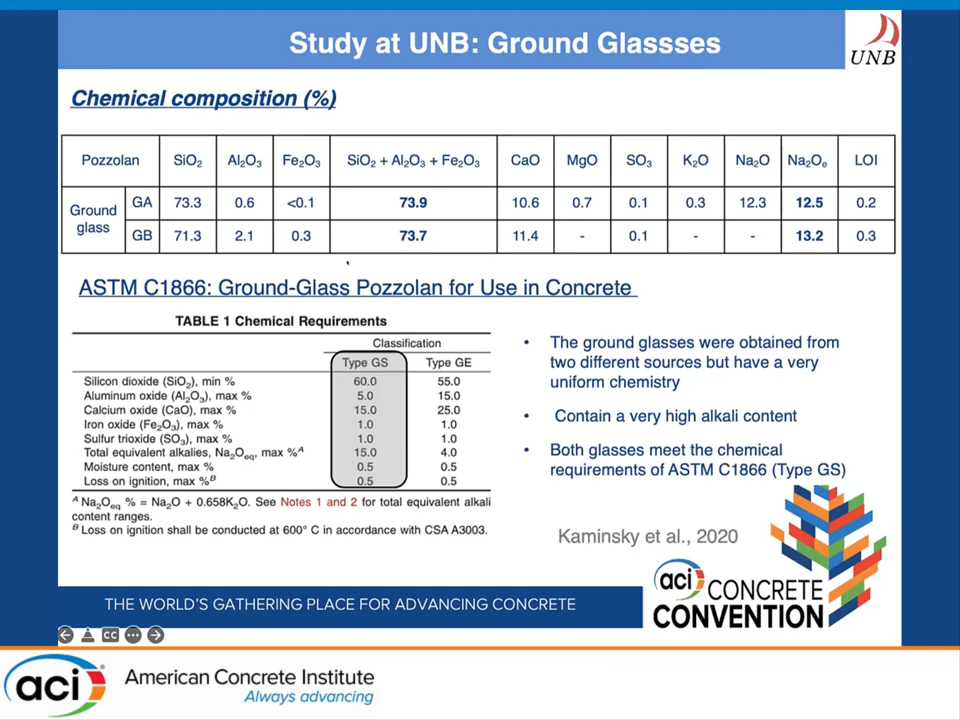 Study at UNB: Ground Glassses
UNB
Chemical composition (%)
Pozzolan SiO₂ Al₂O₃ Fe₂O₃ SiO₂ + Al₂O₃ + Fe₂O₃ CaO MgO SO₃ K₂O Na₂O Na₂Oₑ LOI
Ground glass GA 73.3 0.6 <0.1 73.9 10.6 0.7 0.1 0.3 12.3 12.5 0.2
GB 71.3 2.1 0.3 73.7 11.4 - 0.1 - - 13.2 0.3
ASTM C1866: Ground-Glass Pozzolan for Use in Concrete
TABLE 1 Chemical Requirements
Classification
Type GS Type GE
Silicon dioxide (SiO₂), min % 60.0 55.0
Aluminum oxide (Al₂O₃), max % 5.0 15.0
Calcium oxide (CaO), max % 15.0 25.0
Iron oxide (Fe₂O₃), max % 1.0 1.0
Sulfur trioxide (SO₃), max % 1.0 1.0
Total equivalent alkalies, Na₂Oeq, max %ᴬ 15.0 4.0
Moisture content, max % 0.5 0.5
Loss on ignition, max %ᴮ 0.5 0.5
ᴬ Na₂Oeq % = Na₂O + 0.658K₂O. See Notes 1 and 2 for total equivalent alkali
content ranges.
ᴮ Loss on ignition shall be conducted at 600° C in accordance with CSA A3003.
• The ground glasses were obtained from
two different sources but have a very
uniform chemistry
• Contain a very high alkali content
• Both glasses meet the chemical
requirements of ASTM C1866 (Type GS)
Kaminsky et al., 2020
THE WORLD'S GATHERING PLACE FOR ADVANCING CONCRETE
aci CONCRETE
CONVENTION
CC
aci American Concrete Institute
Always advancing